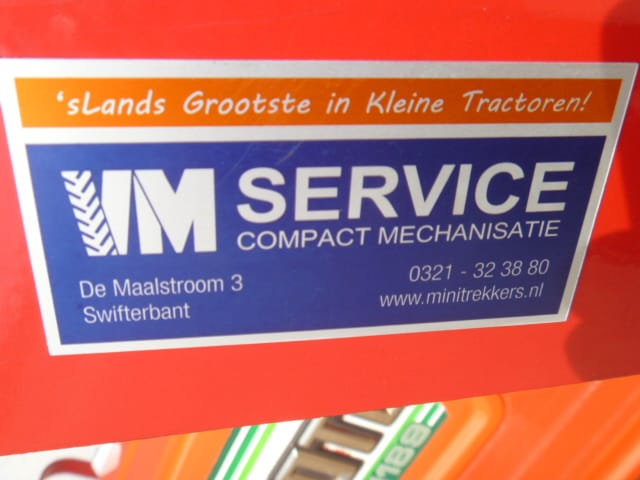 'sLands Grootste in Kleine Tractoren!
VM SERVICE
COMPACT MECHANISATIE
De Maalstroom 3
Swifterbant
0321 - 32 38 80
www.minitrekkers.nl